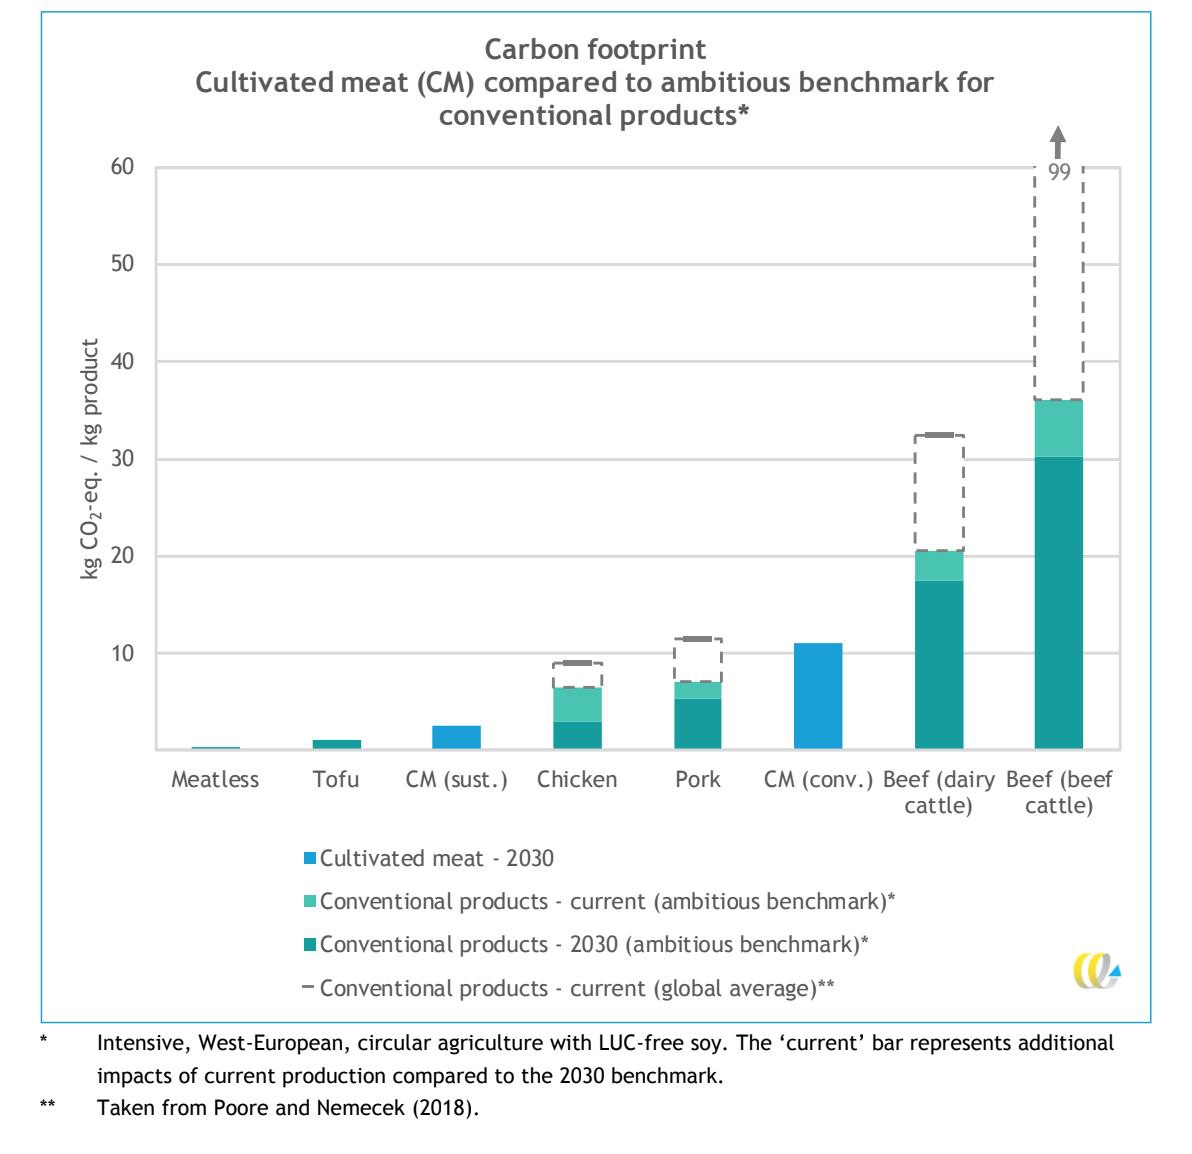 Carbon footprint
Cultivated meat (CM) compared to ambitious benchmark for
conventional products*
99
60
50
40
30
20
10
kg CO₂-eq. / kg product
Meatless Tofu CM (sust.) Chicken Pork CM (conv.) Beef (dairy Beef (beef
cattle) cattle)
Cultivated meat - 2030
Conventional products - current (ambitious benchmark)*
Conventional products - 2030 (ambitious benchmark)*
Conventional products - current (global average)**
* Intensive, West-European, circular agriculture with LUC-free soy. The ‘current’ bar represents additional
impacts of current production compared to the 2030 benchmark.
** Taken from Poore and Nemecek (2018).